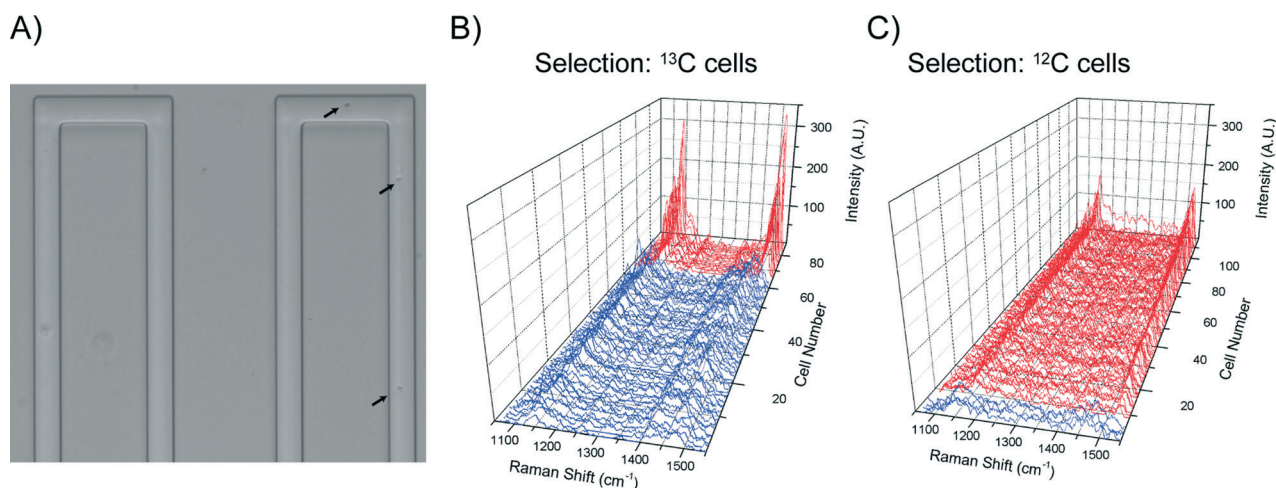 A)
B)
Selection: ¹³C cells
300
200
100
Intensity (A.U.)
80
60
40
20
Cell Number
1100
1200
1300
1400
1500
Raman Shift (cm⁻¹)
C)
Selection: ¹²C cells
300
200
100
Intensity (A.U.)
100
80
60
40
20
Cell Number
1100
1200
1300
1400
1500
Raman Shift (cm⁻¹)